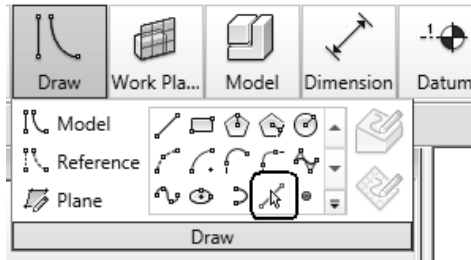 Draw Work Pla... Model Dimension Datum
Model
Reference
Plane
Draw